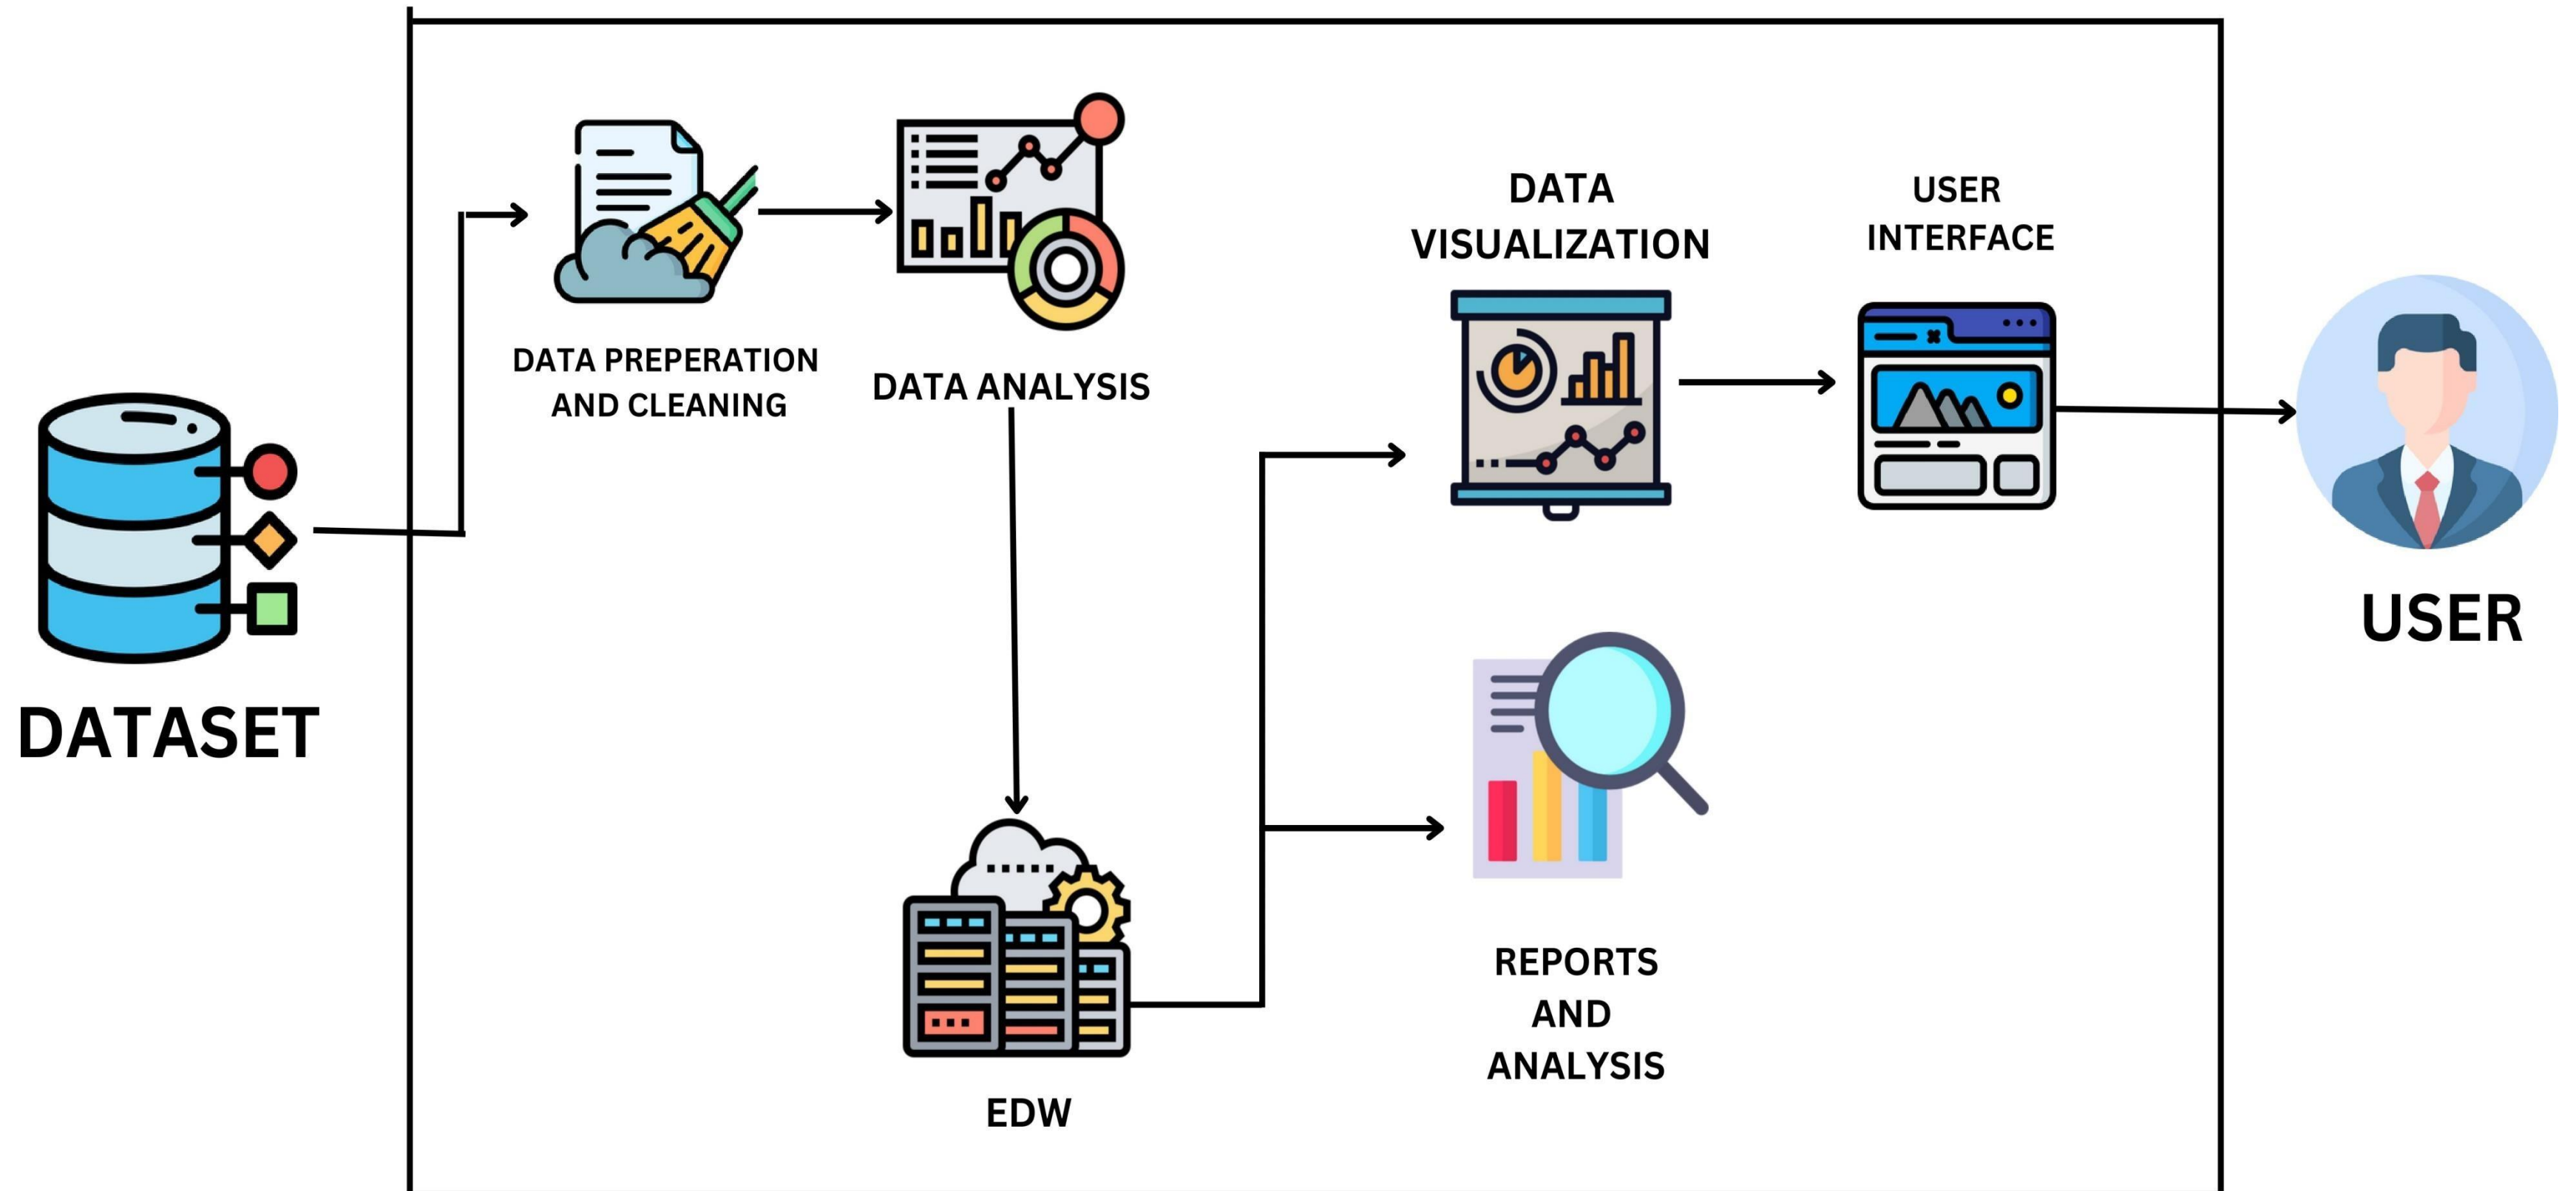 DATASET
DATA PREPERATION
AND CLEANING
DATA ANALYSIS
EDW
DATA
VISUALIZATION
USER
INTERFACE
REPORTS
AND
ANALYSIS
USER